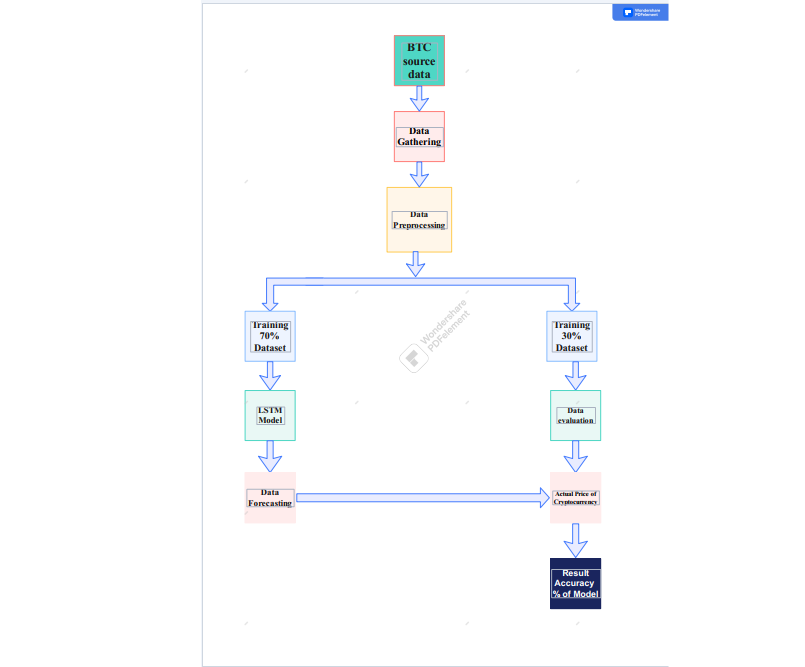 Wondershare
PDFelement
BTC
source
data
Data
Gathering
Data
Preprocessing
Wondershare
PDFelement
Training
70%
Dataset
Training
30%
Dataset
LSTM
Model
Data
evaluation
Data
Forecasting
Actual Price of
Cryptocurrency
Result
Accuracy
% of Model